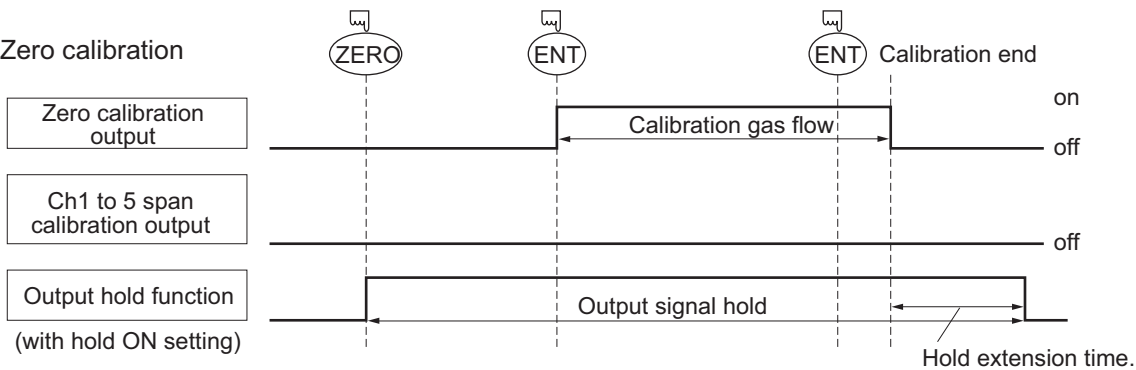 Zero calibration
ZERO
ENT
ENT
Calibration end
Zero calibration
output
Calibration gas flow
on
off
Ch1 to 5 span
calibration output
off
Output hold function
(with hold ON setting)
Output signal hold
Hold extension time.